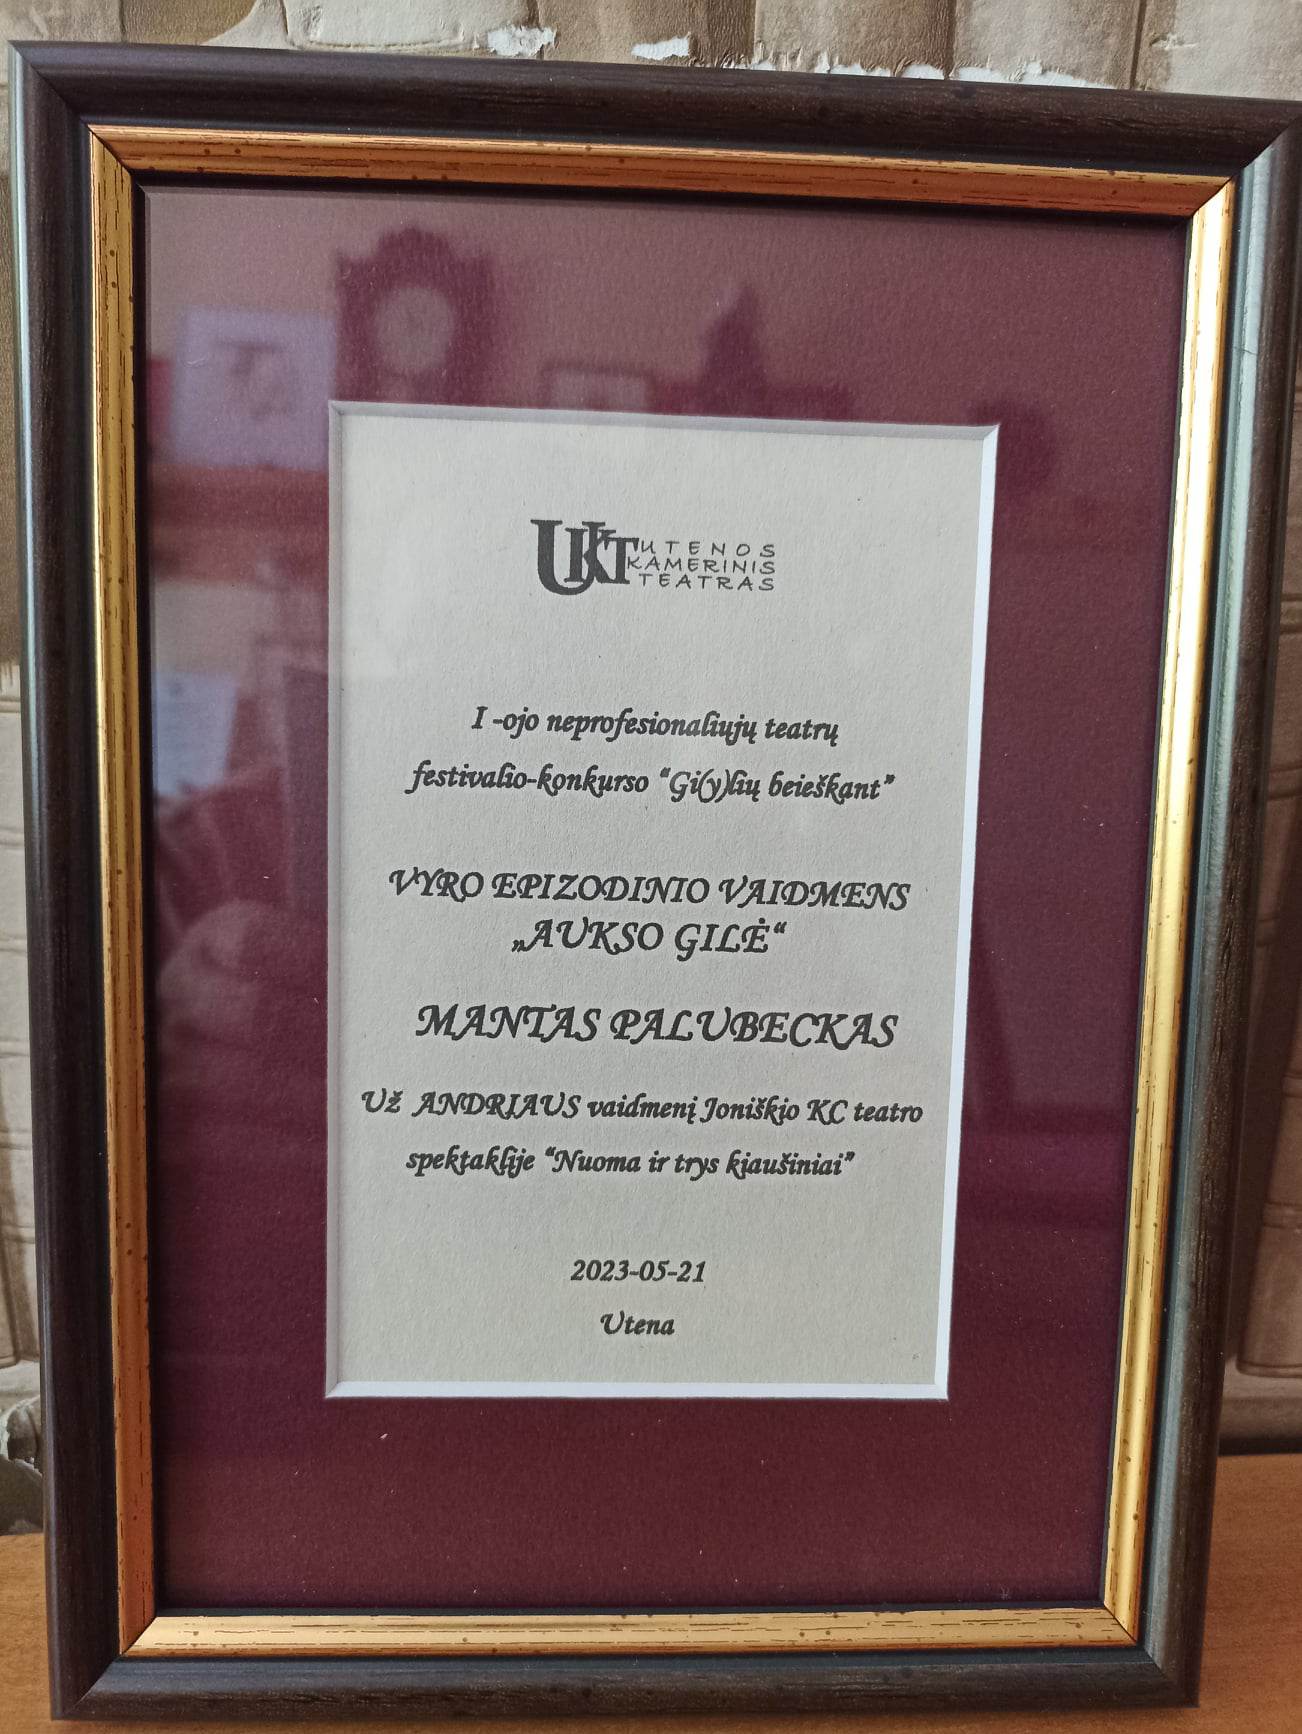 UKT UTENOS
KAMERINIS
TEATRAS
I -ojo neprofesionaliųjų teatrų
festivalio-konkurso “Gi(y)lių beieškant”
VYRO EPIZODINIO VAIDMENS
„AUKSO GILĖ“
MANTAS PALUBECKAS
Už ANDRIAUS vaidmenį Joniškio KC teatro
spektaklije “Nuoma ir trys kiaušiniai”
2023-05-21
Utena